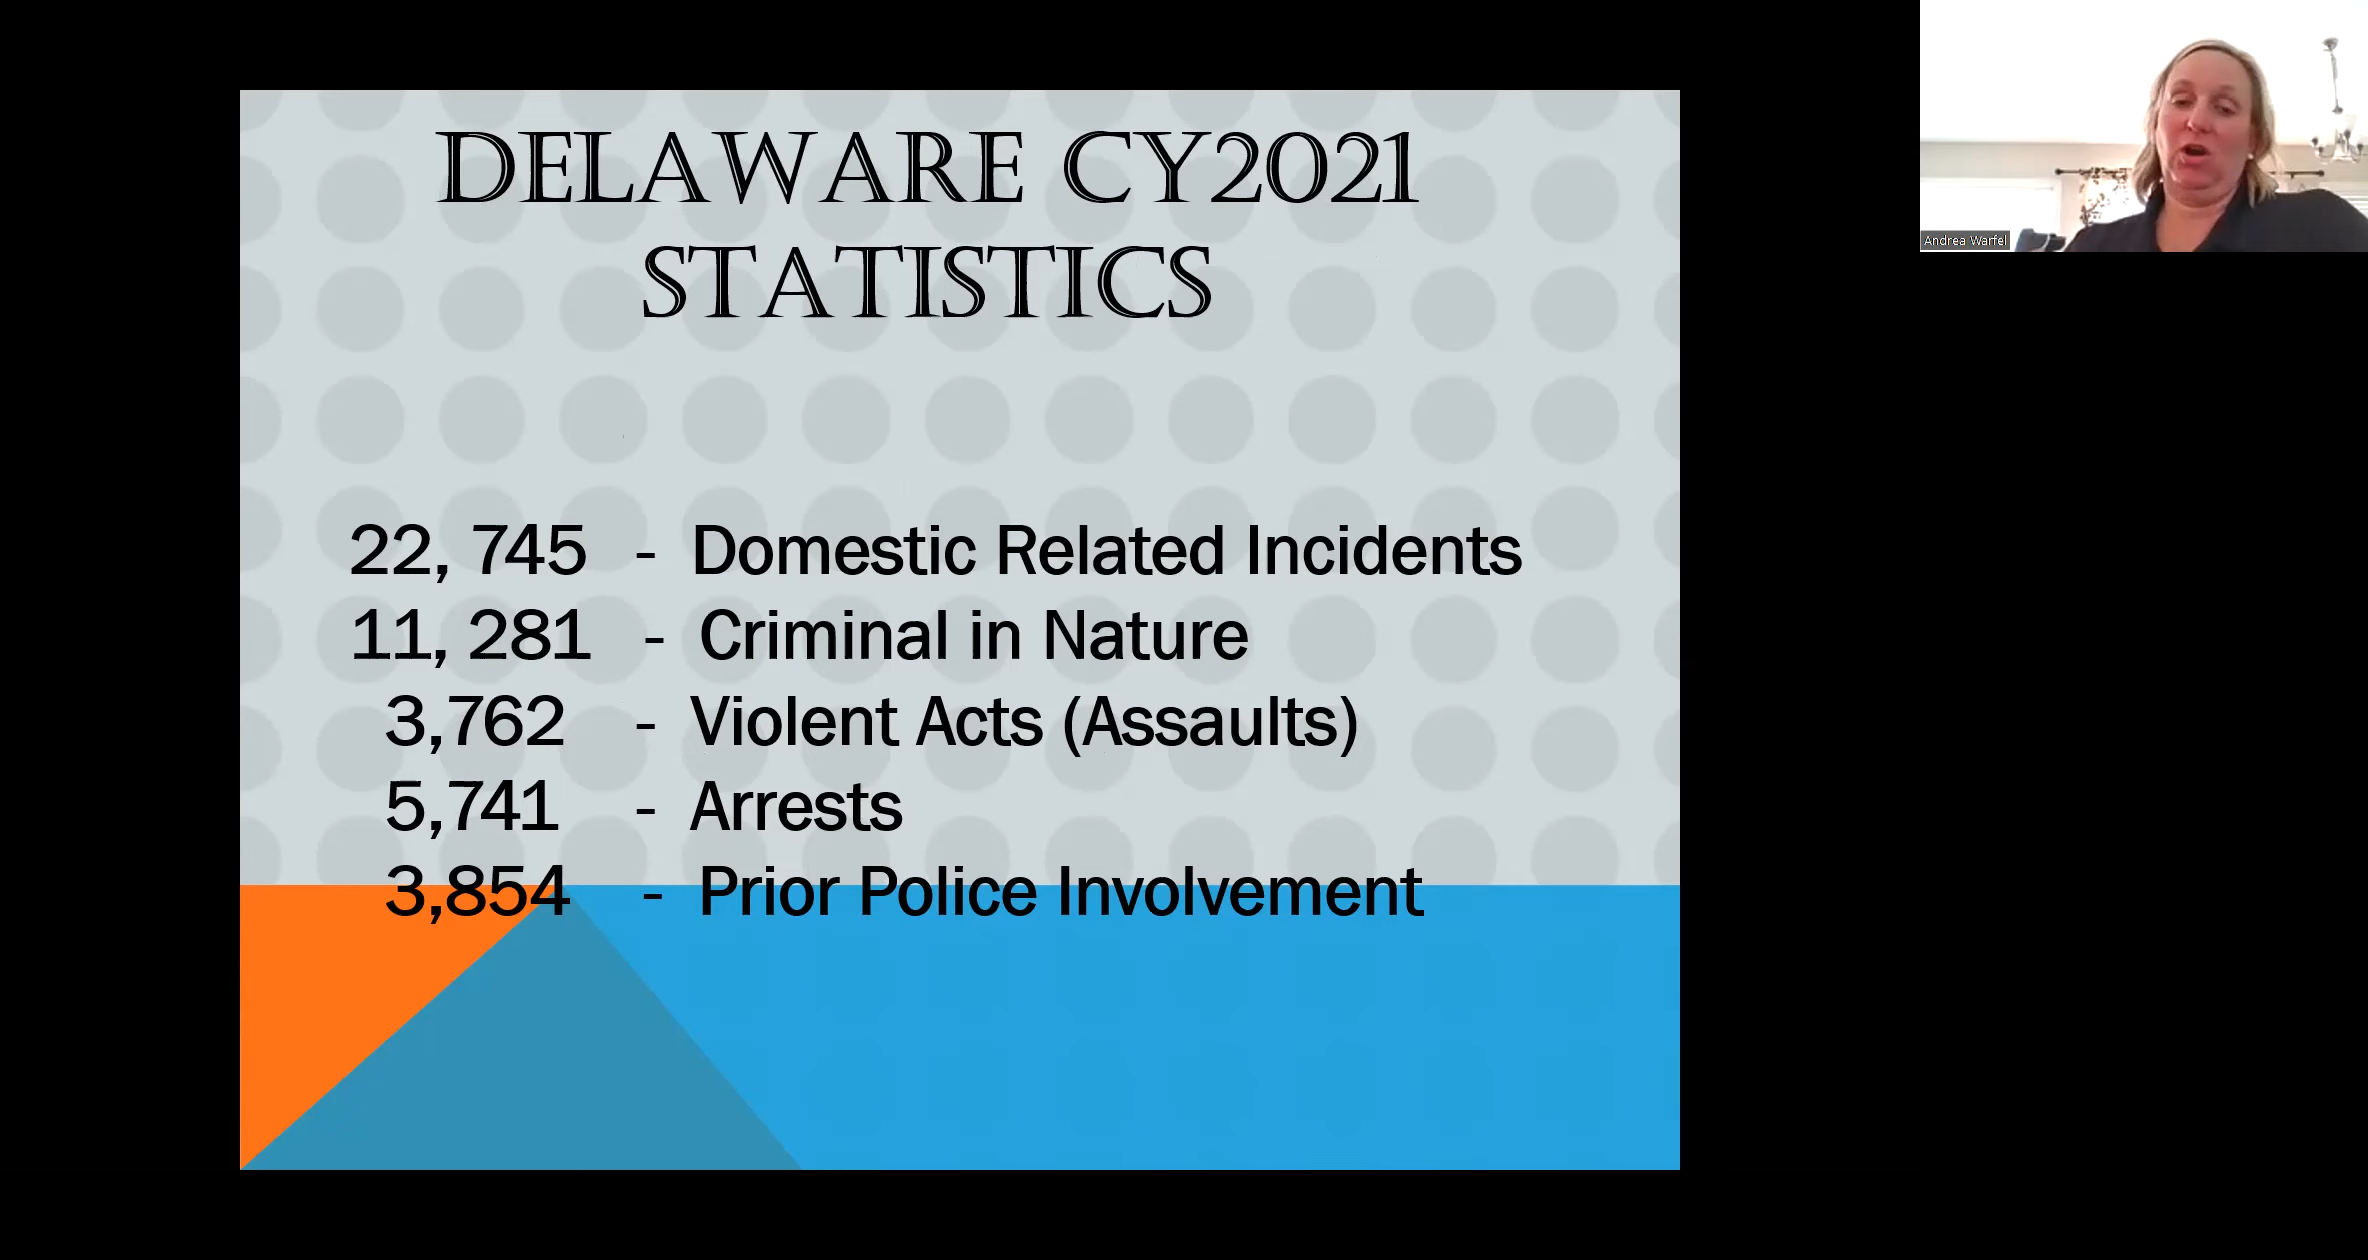 DELAWARE CY2021
STATISTICS
22, 745 - Domestic Related Incidents
11, 281 - Criminal in Nature
3,762 - Violent Acts (Assaults)
5,741 - Arrests
3,854 - Prior Police Involvement
Andrea Warfel